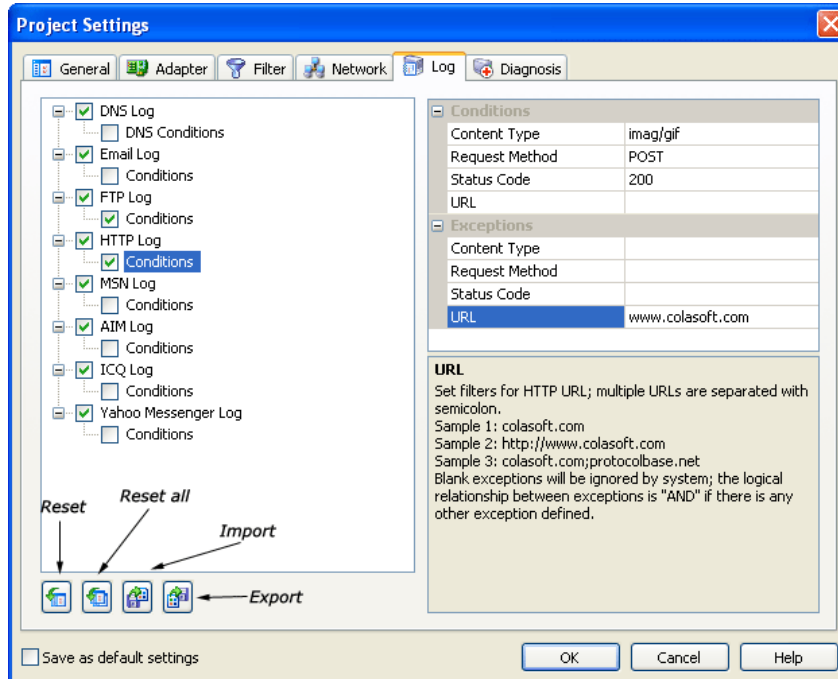 Project Settings
General Adapter Filter Network Log Diagnosis
DNS Log
DNS Conditions
Email Log
Conditions
FTP Log
Conditions
HTTP Log
Conditions
MSN Log
Conditions
AIM Log
Conditions
ICQ Log
Conditions
Yahoo Messenger Log
Conditions
Reset
Reset all
Import
Export
Conditions
Content Type imag/gif
Request Method POST
Status Code 200
URL
Exceptions
Content Type
Request Method
Status Code
URL www.colasoft.com
URL
Set filters for HTTP URL; multiple URLs are separated with
semicolon.
Sample 1: colasoft.com
Sample 2: http://www.colasoft.com
Sample 3: colasoft.com;protocolbase.net
Blank exceptions will be ignored by system; the logical
relationship between exceptions is "AND" if there is any
other exception defined.
Save as default settings
OK Cancel Help